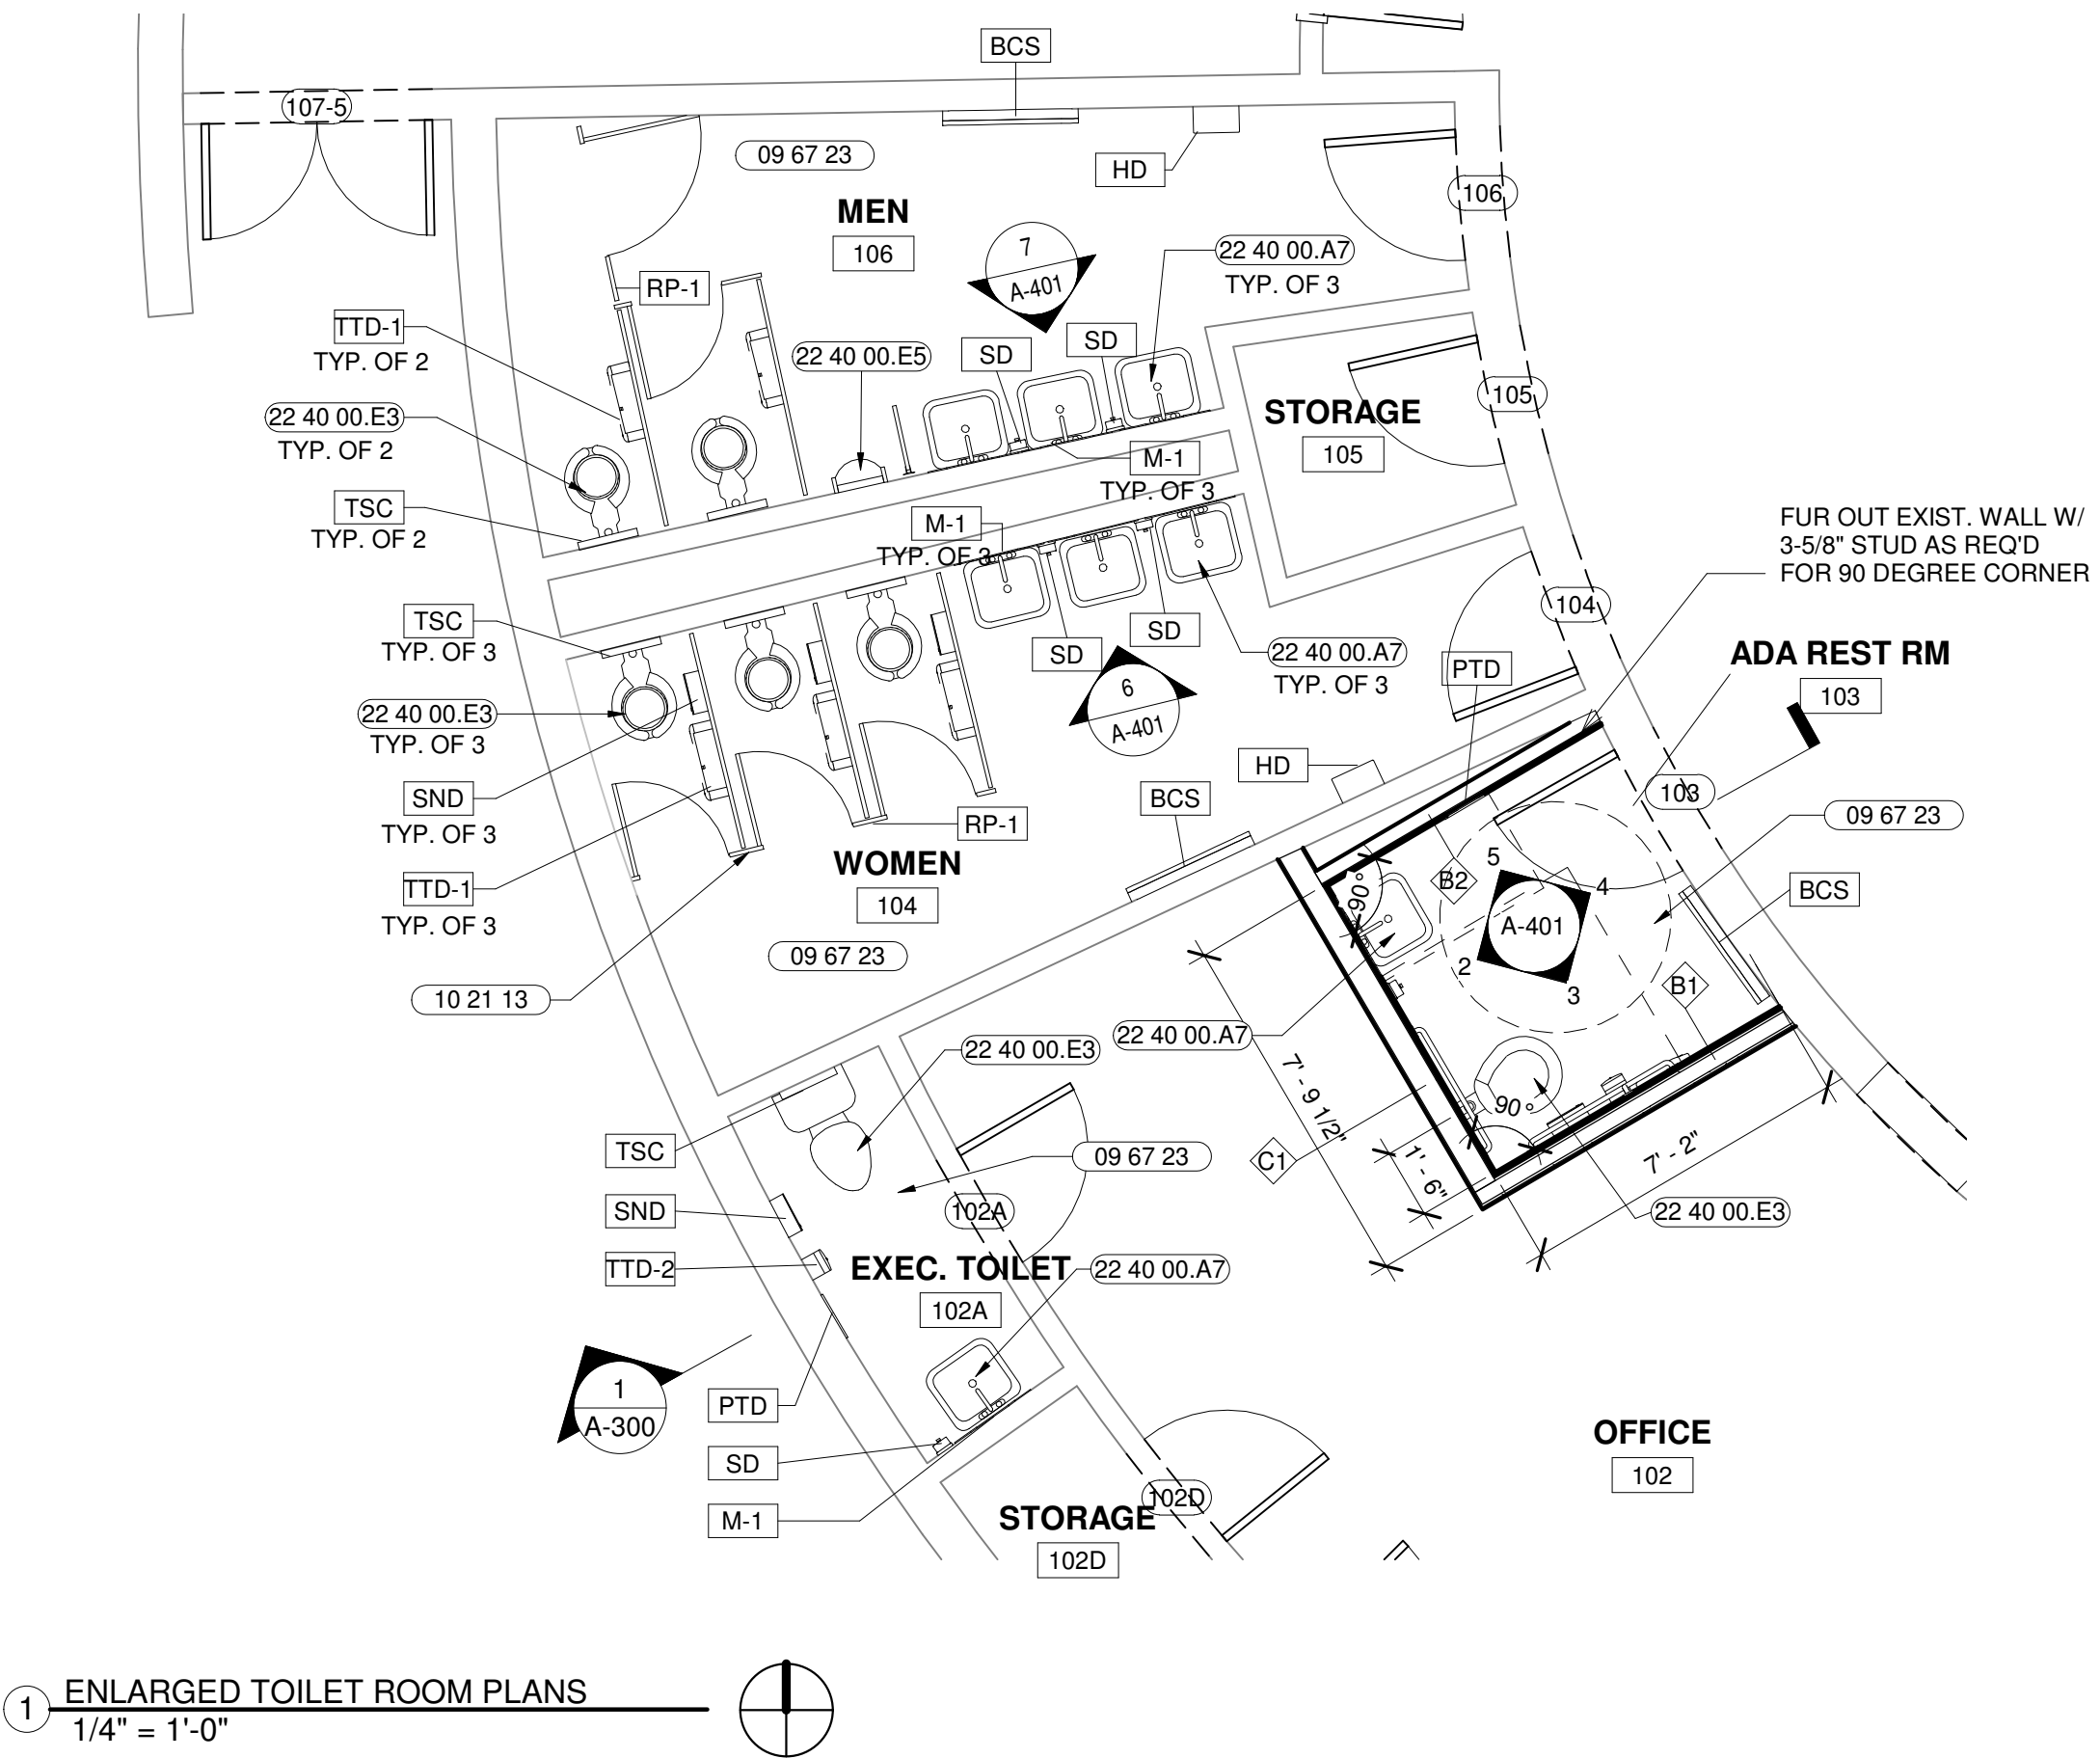 BCS
107-5
09 67 23
HD
106
MEN
106
7
A-401
22 40 00.A7
TYP. OF 3
RP-1
TTD-1
TYP. OF 2
22 40 00.E5
SD
SD
22 40 00.E3
TYP. OF 2
STORAGE
105
105
M-1
TYP. OF 3
TSC
TYP. OF 2
M-1
TYP. OF 3
FUR OUT EXIST. WALL W/
3-5/8" STUD AS REQ'D
FOR 90 DEGREE CORNER
104
TSC
TYP. OF 3
SD
SD
22 40 00.A7
TYP. OF 3
PTD
ADA REST RM
103
6
A-401
22 40 00.E3
TYP. OF 3
HD
BCS
103
09 67 23
SND
TYP. OF 3
RP-1
WOMEN
104
TTD-1
TYP. OF 3
90°
B2
5
4
A-401
2
3
BCS
09 67 23
10 21 13
B1
22 40 00.E3
22 40 00.A7
7' - 9 1/2"
90°
TSC
09 67 23
C1
1' - 6"
7' - 2"
SND
102A
22 40 00.E3
TTD-2
EXEC. TOILET
102A
22 40 00.A7
1
A-300
PTD
SD
M-1
OFFICE
102
102D
STORAGE
102D
1
ENLARGED TOILET ROOM PLANS
1/4" = 1'-0"